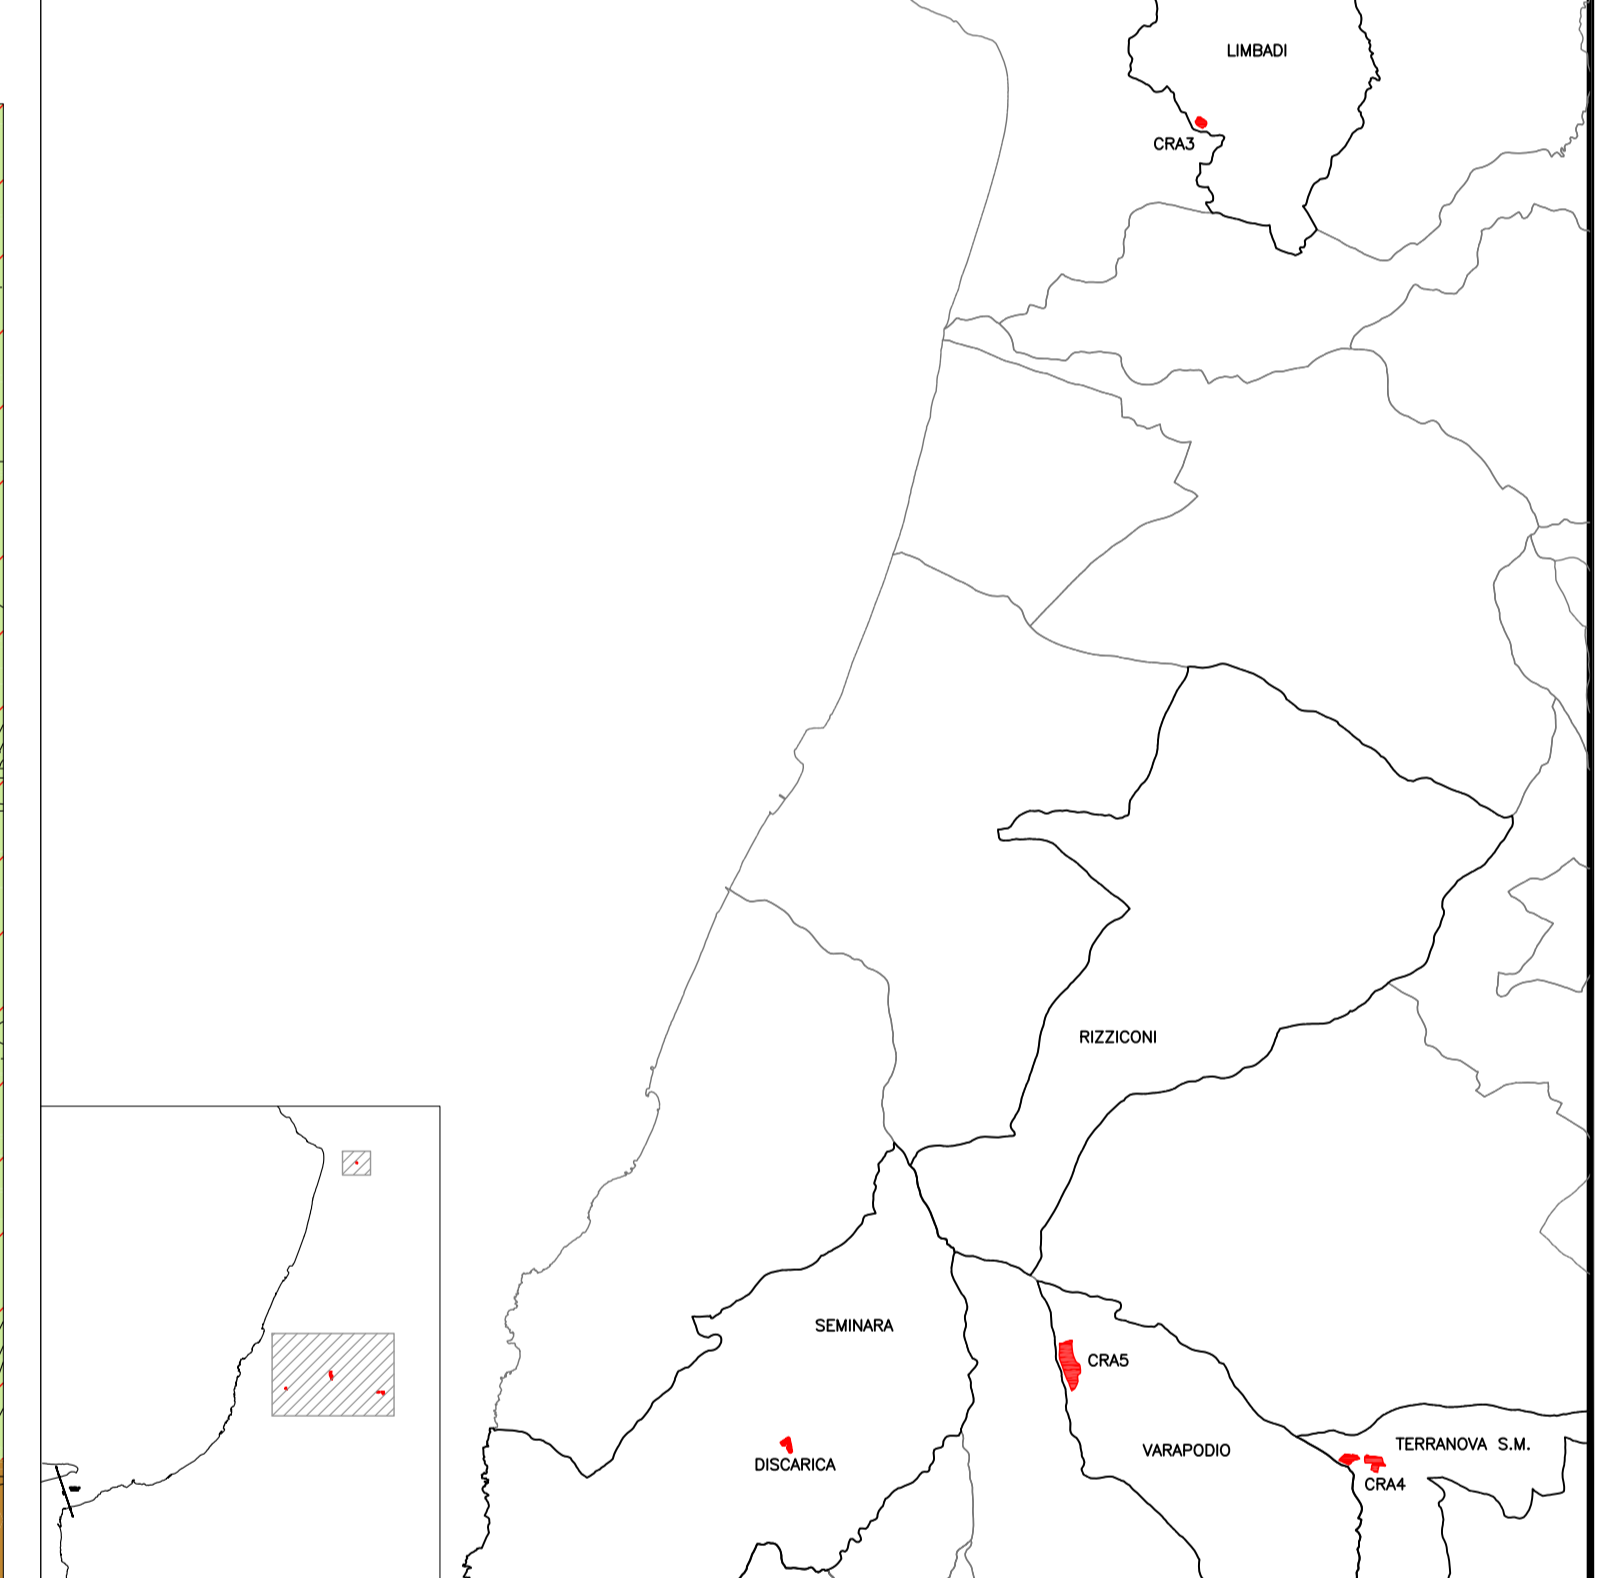 LIMBADI
CRA3
RIZZICONI
SEMINARA
CRA5
TERRANOVA S.M.
VARAPODIO
DISCARICA
CRA4